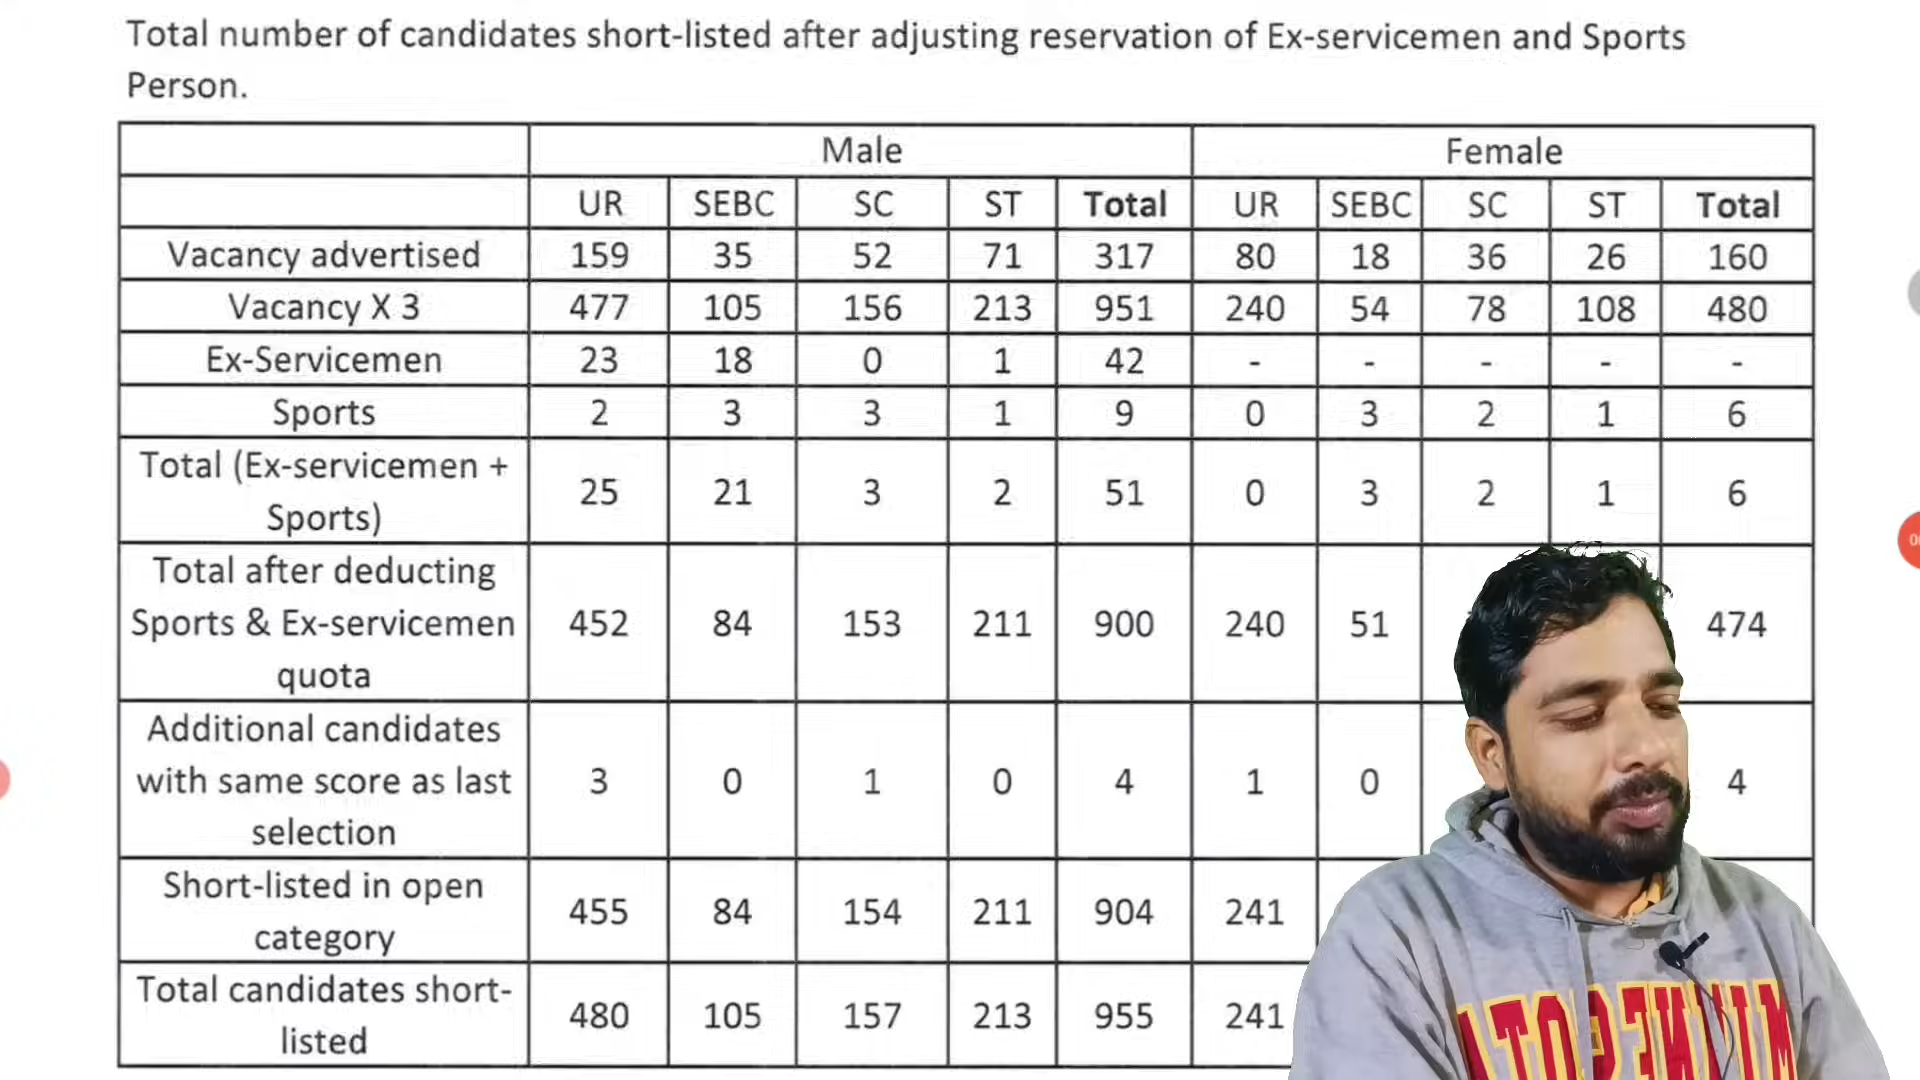 Total number of candidates short-listed after adjusting reservation of Ex-servicemen and Sports
Person.
Male Female
UR SEBC SC ST Total UR SEBC SC ST Total
Vacancy advertised 159 35 52 71 317 80 18 36 26 160
Vacancy X 3 477 105 156 213 951 240 54 78 108 480
Ex-Servicemen 23 18 0 1 42 - - - - -
Sports 2 3 3 1 9 0 3 2 1 6
Total (Ex-servicemen +
Sports) 25 21 3 2 51 0 3 2 1 6
Total after deducting
Sports & Ex-servicemen 452 84 153 211 900 240 51 474
quota
Additional candidates
with same score as last 3 0 1 0 4 1 0 4
selection
Short-listed in open
category 455 84 154 211 904 241
Total candidates short-
listed 480 105 157 213 955 241